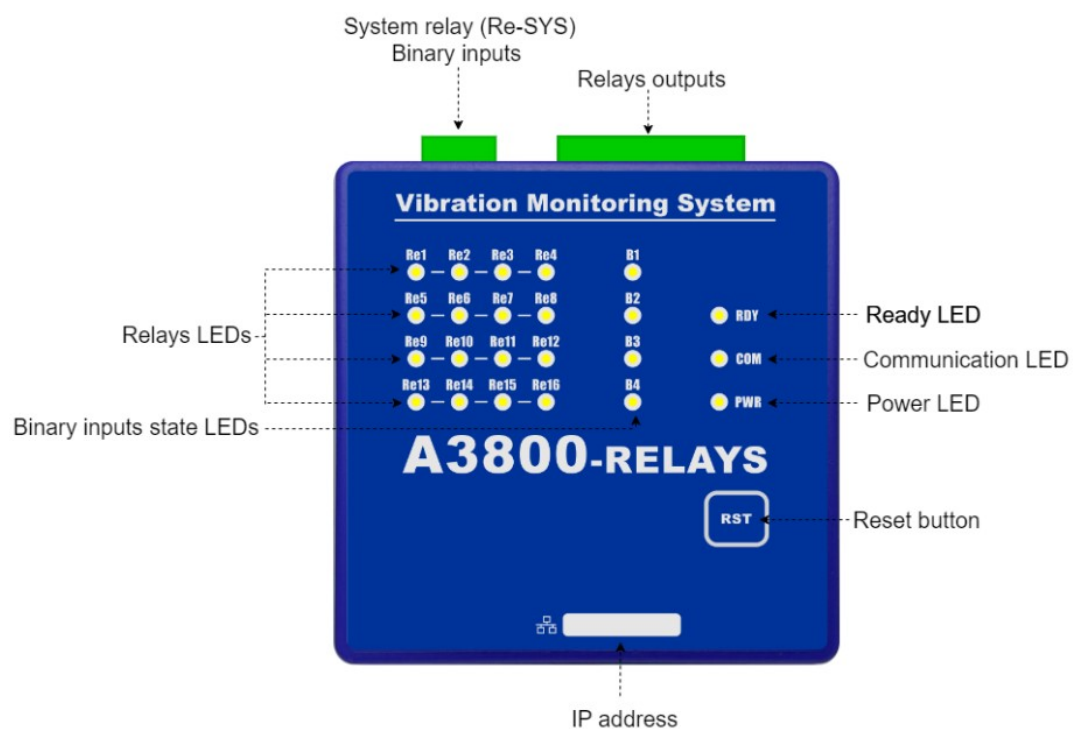 System relay (Re-SYS)
Binary inputs
Relays outputs
Vibration Monitoring System
Re1 Re2 Re3 Re4 B1
Re5 Re6 Re7 Re8 B2
RDY
Ready LED
Relays LEDs
Re9 Re10 Re11 Re12 B3
COM
Communication LED
Re13 Re14 Re15 Re16 B4
PWR
Power LED
Binary inputs state LEDs
A3800-RELAYS
RST
Reset button
IP address